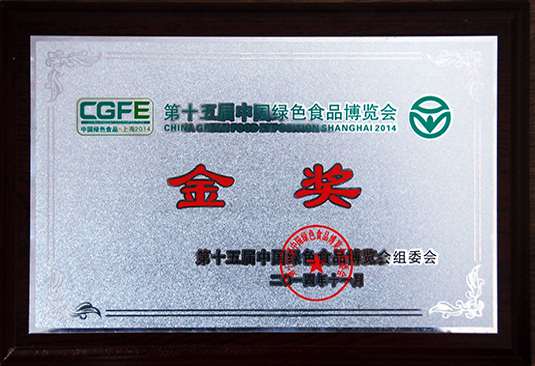 CGFE
中国绿色食品·上海2014
第十五届中国绿色食品博览会
CHINA GREEN FOOD EXPOSISION SHANGHAI 2014
金 奖
第十五届中国绿色食品博览会组委会
二〇一四年十一月